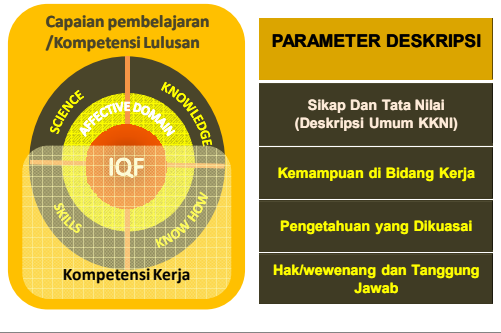 Capaian pembelajaran
/Kompetensi Lulusan
SCIENCE
KNOWLEDGE
AFFECTIVE DOMAIN
IQF
SKILLS
KNOW HOW
Kompetensi Kerja
PARAMETER DESKRIPSI
Sikap Dan Tata Nilai
(Deskripsi Umum KKNI)
Kemampuan di Bidang Kerja
Pengetahuan yang Dikuasai
Hak/wewenang dan Tanggung
Jawab